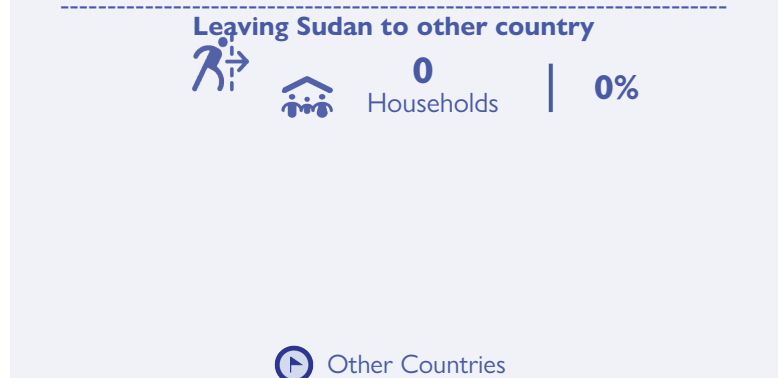 Leaving Sudan to other country
0
Households
0%
Other Countries